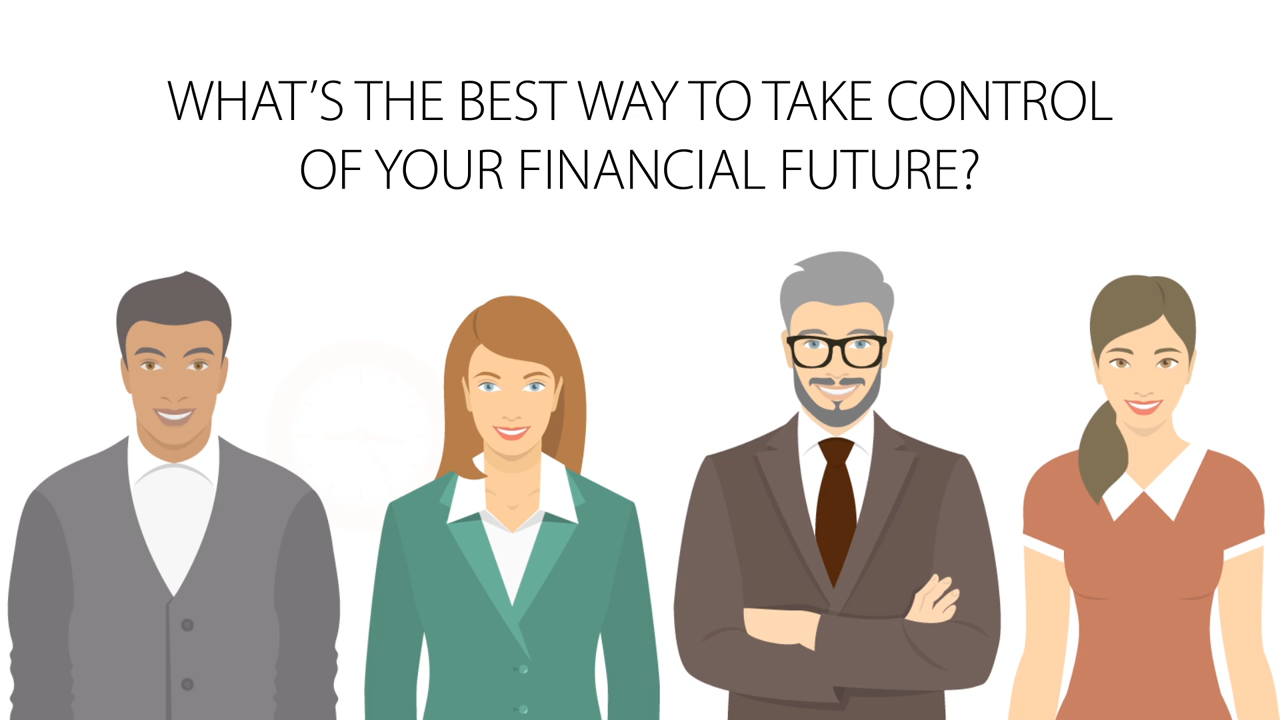 WHAT’S THE BEST WAY TO TAKE CONTROL
OF YOUR FINANCIAL FUTURE?